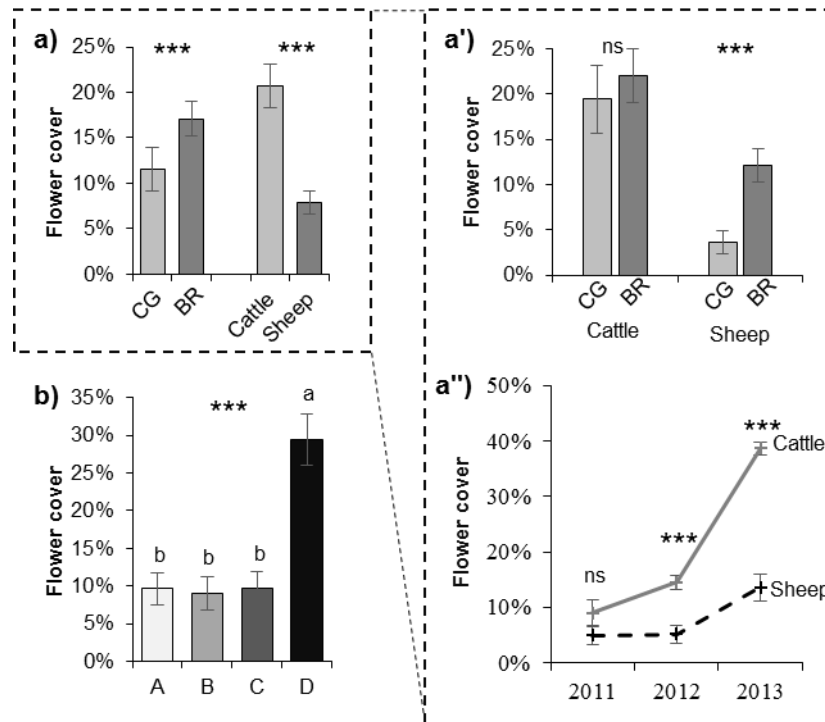 a)
25%
20%
15%
10%
5%
0%
Flower cover
***
***
CG
BR
Cattle
Sheep
a')
25%
20%
15%
10%
5%
0%
Flower cover
ns
***
CG
BR
CG
BR
Cattle
Sheep
b)
35%
30%
25%
20%
15%
10%
5%
0%
Flower cover
***
b
b
b
a
A
B
C
D
a'')
50%
40%
30%
20%
10%
0%
Flower cover
ns
***
***
Cattle
Sheep
2011
2012
2013